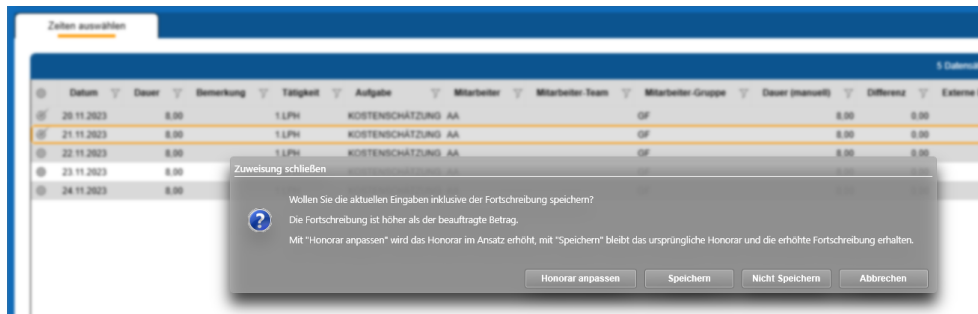 Zeiten auswählen
5 Datensä
Datum Dauer Bemerkung Tätigkeit Aufgabe Mitarbeiter Mitarbeiter-Team Mitarbeiter-Gruppe Dauer (manuell) Differenz Externe
20.11.2023 8,00 1.LPH KOSTENSCHÄTZUNG AA GF 8,00 0,00
21.11.2023 8,00 1.LPH KOSTENSCHÄTZUNG AA GF 8,00 0,00
22.11.2023 8,00 1.LPH KOSTENSCHÄTZUNG AA GF 8,00 0,00
23.11.2023 8,00
24.11.2023 8,00
Zuweisung schließen
Wollen Sie die aktuellen Eingaben inklusive der Fortschreibung speichern?
Die Fortschreibung ist höher als der beauftragte Betrag.
Mit "Honorar anpassen" wird das Honorar im Ansatz erhöht, mit "Speichern" bleibt das ursprüngliche Honorar und die erhöhte Fortschreibung erhalten.
Honorar anpassen Speichern Nicht Speichern Abbrechen